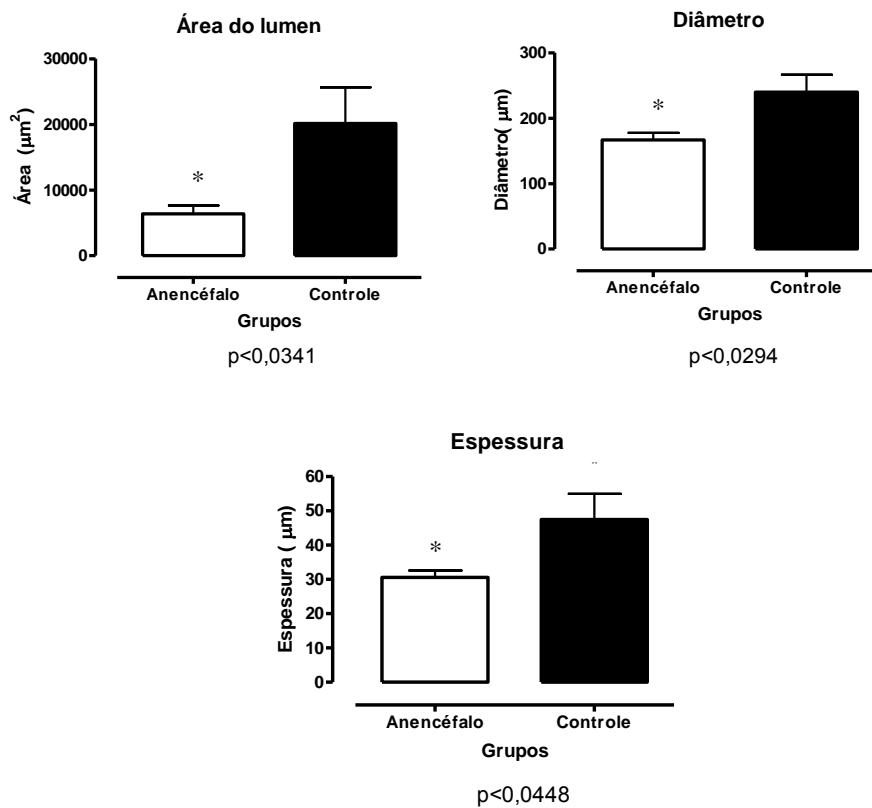 Área do lumen
Área (µm²)
30000
20000
10000
0
*
Anencéfalo Controle
Grupos
p<0,0341
Diâmetro
Diâmetro( µm)
300
200
100
0
*
Anencéfalo Controle
Grupos
p<0,0294
Espessura
Espessura ( µm)
60
50
40
30
20
10
0
*
Anencéfalo Controle
Grupos
p<0,0448